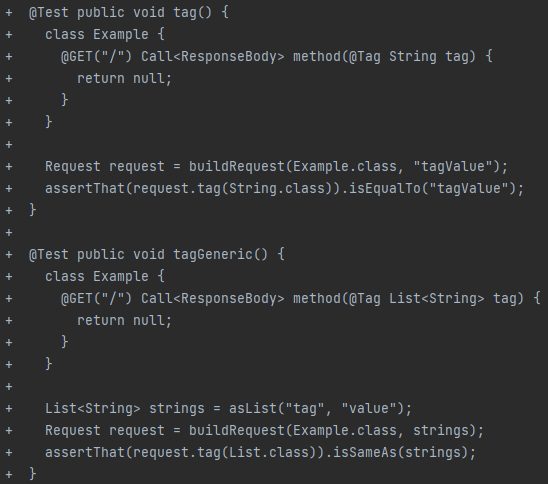 +  @Test public void tag() {
+    class Example {
+      @GET("/") Call<ResponseBody> method(@Tag String tag) {
+        return null;
+      }
+    }
+
+    Request request = buildRequest(Example.class, "tagValue");
+    assertThat(request.tag(String.class)).isEqualTo("tagValue");
+  }
+
+  @Test public void tagGeneric() {
+    class Example {
+      @GET("/") Call<ResponseBody> method(@Tag List<String> tag) {
+        return null;
+      }
+    }
+
+    List<String> strings = asList("tag", "value");
+    Request request = buildRequest(Example.class, strings);
+    assertThat(request.tag(List.class)).isSameAs(strings);
+  }